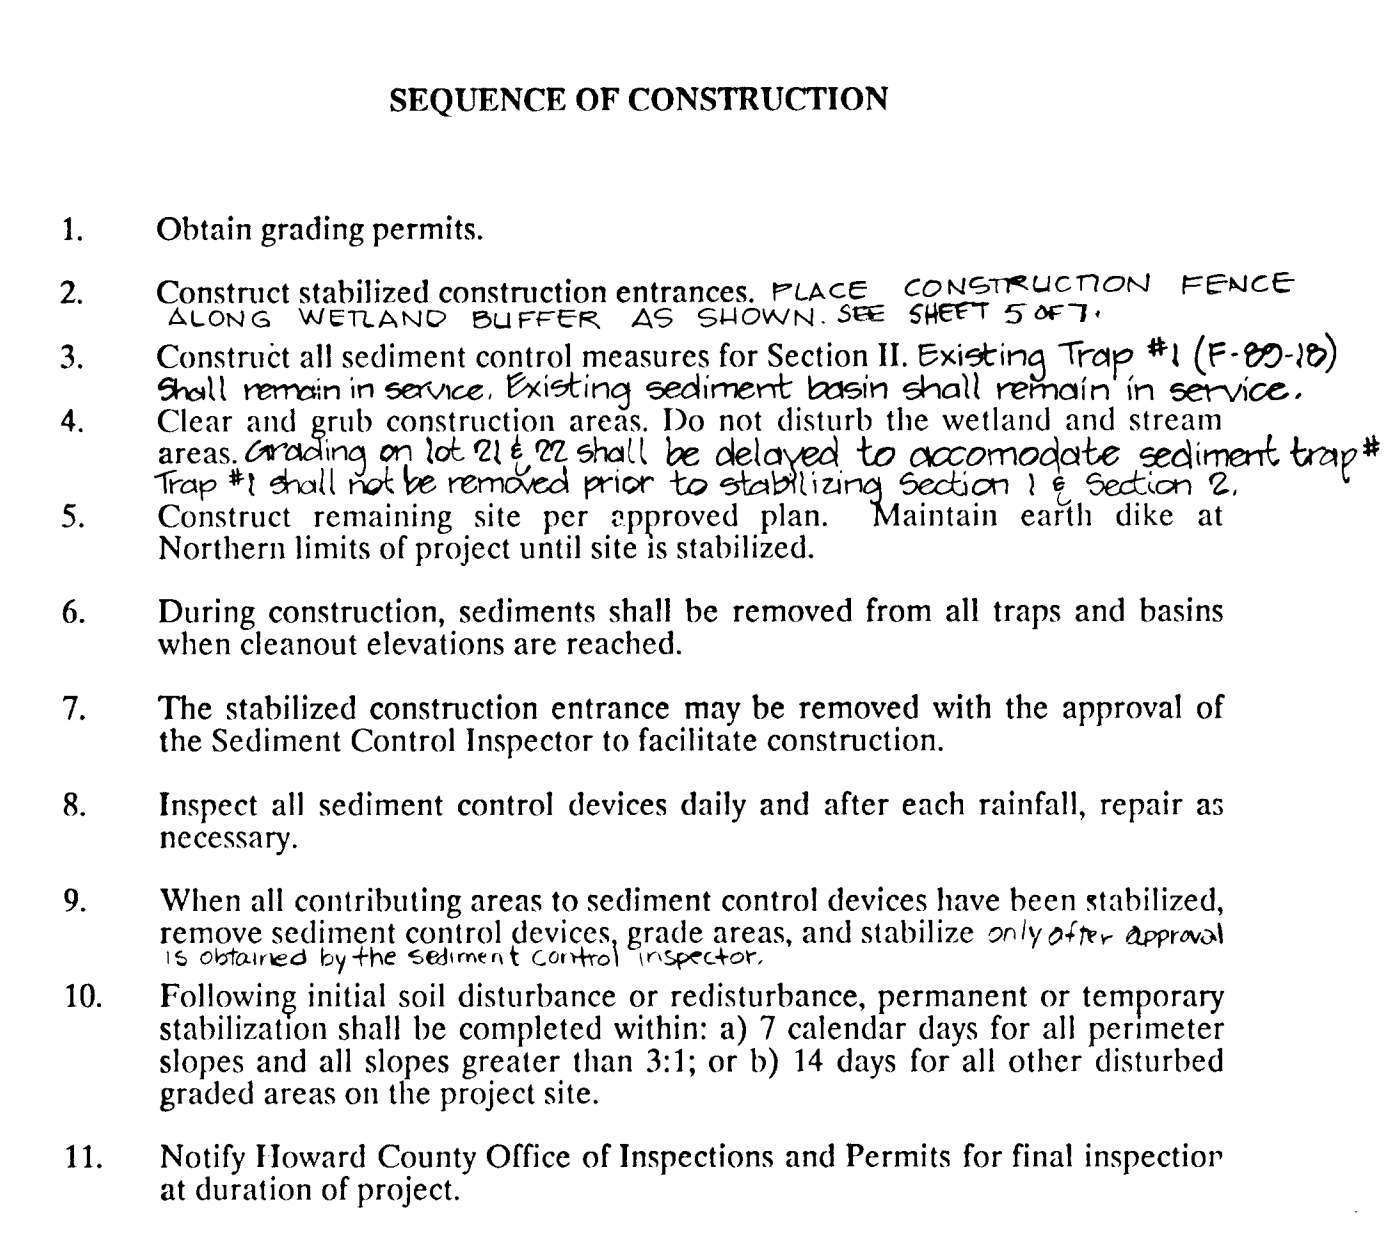 SEQUENCE OF CONSTRUCTION
1. Obtain grading permits.
2. Construct stabilized construction entrances. PLACE CONSTRUCTION FENCE
ALONG WETLAND BUFFER AS SHOWN. SEE SHEET 5 OF 7.
3. Construct all sediment control measures for Section II. Existing Trap #1 (F-89-18)
Shall remain in service. Existing sediment basin shall remain in service.
4. Clear and grub construction areas. Do not disturb the wetland and stream
areas. Grading on lot 21 & 22 shall be delayed to accomodate sediment trap #
Trap #1 shall not be removed prior to stabilizing Section 1 & Section 2.
5. Construct remaining site per approved plan. Maintain earth dike at
Northern limits of project until site is stabilized.
6. During construction, sediments shall be removed from all traps and basins
when cleanout elevations are reached.
7. The stabilized construction entrance may be removed with the approval of
the Sediment Control Inspector to facilitate construction.
8. Inspect all sediment control devices daily and after each rainfall, repair as
necessary.
9. When all contributing areas to sediment control devices have been stabilized,
remove sediment control devices, grade areas, and stabilize only after approval
is obtained by the sediment control inspector.
10. Following initial soil disturbance or redisturbance, permanent or temporary
stabilization shall be completed within: a) 7 calendar days for all perimeter
slopes and all slopes greater than 3:1; or b) 14 days for all other disturbed
graded areas on the project site.
11. Notify Howard County Office of Inspections and Permits for final inspection
at duration of project.